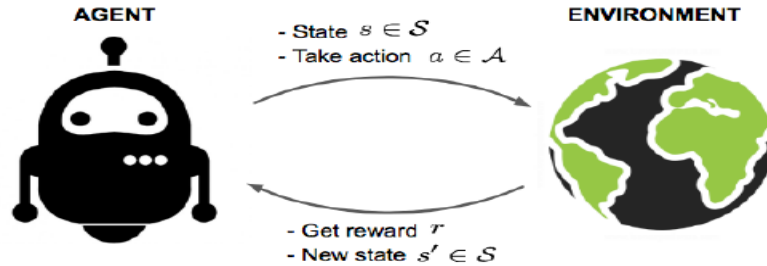 AGENT
ENVIRONMENT
- State s ∈ 𝒮
- Take action a ∈ 𝒜
- Get reward r
- New state s′ ∈ 𝒮